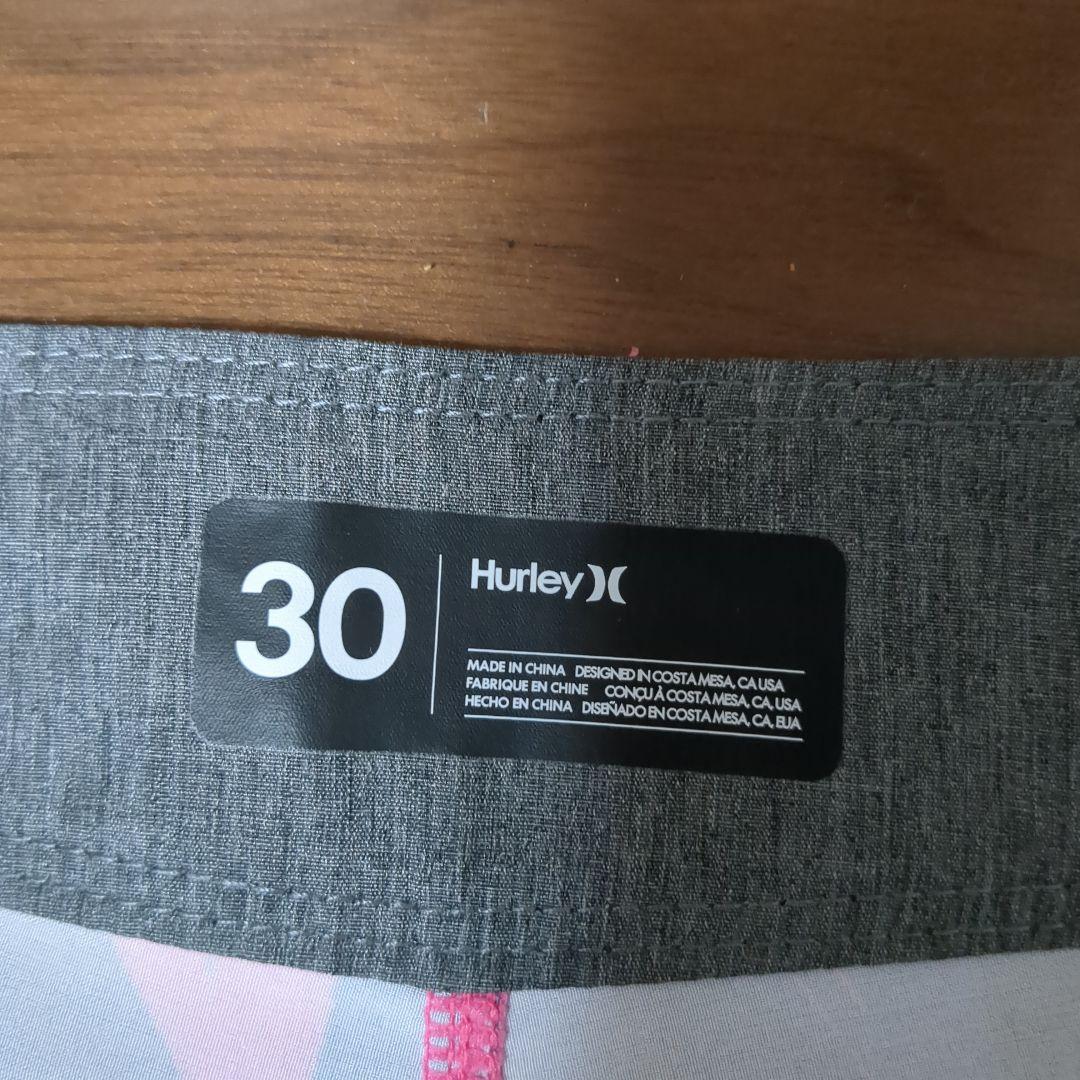 30
Hurley
MADE IN CHINA DESIGNED IN COSTA MESA, CA USA
FABRIQUE EN CHINE CONÇU À COSTA MESA, CA, USA
HECHO EN CHINA DISEÑADO EN COSTA MESA, CA, EUA